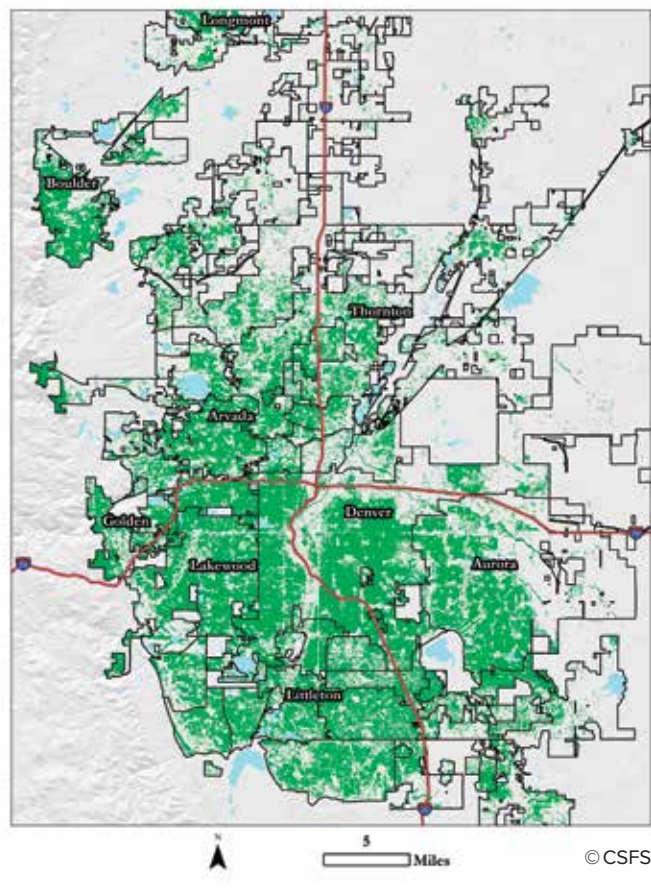 Longmont
Boulder
Thornton
Arvada
Golden
Denver
Lakewood
Aurora
Littleton
N
5
Miles
© CSFS